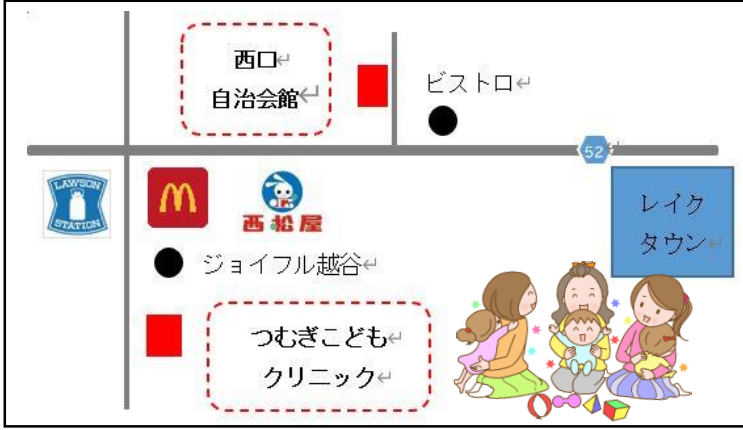 西口
自治会館
ビストロ
52
LAWSON
STATION
M
西松屋
レイク
タウン
ジョイフル越谷
つむぎこども
クリニック